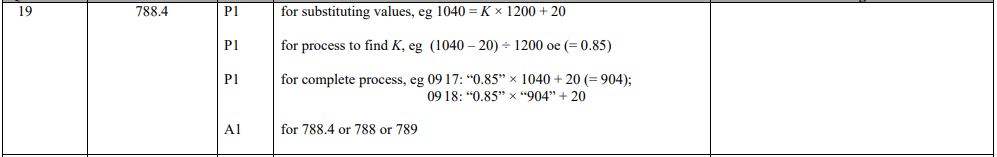 19 788.4 P1 for substituting values, eg 1040 = K × 1200 + 20
P1 for process to find K, eg (1040 – 20) ÷ 1200 oe (= 0.85)
P1 for complete process, eg 09 17: “0.85” × 1040 + 20 (= 904);
09 18: “0.85” × “904” + 20
A1 for 788.4 or 788 or 789